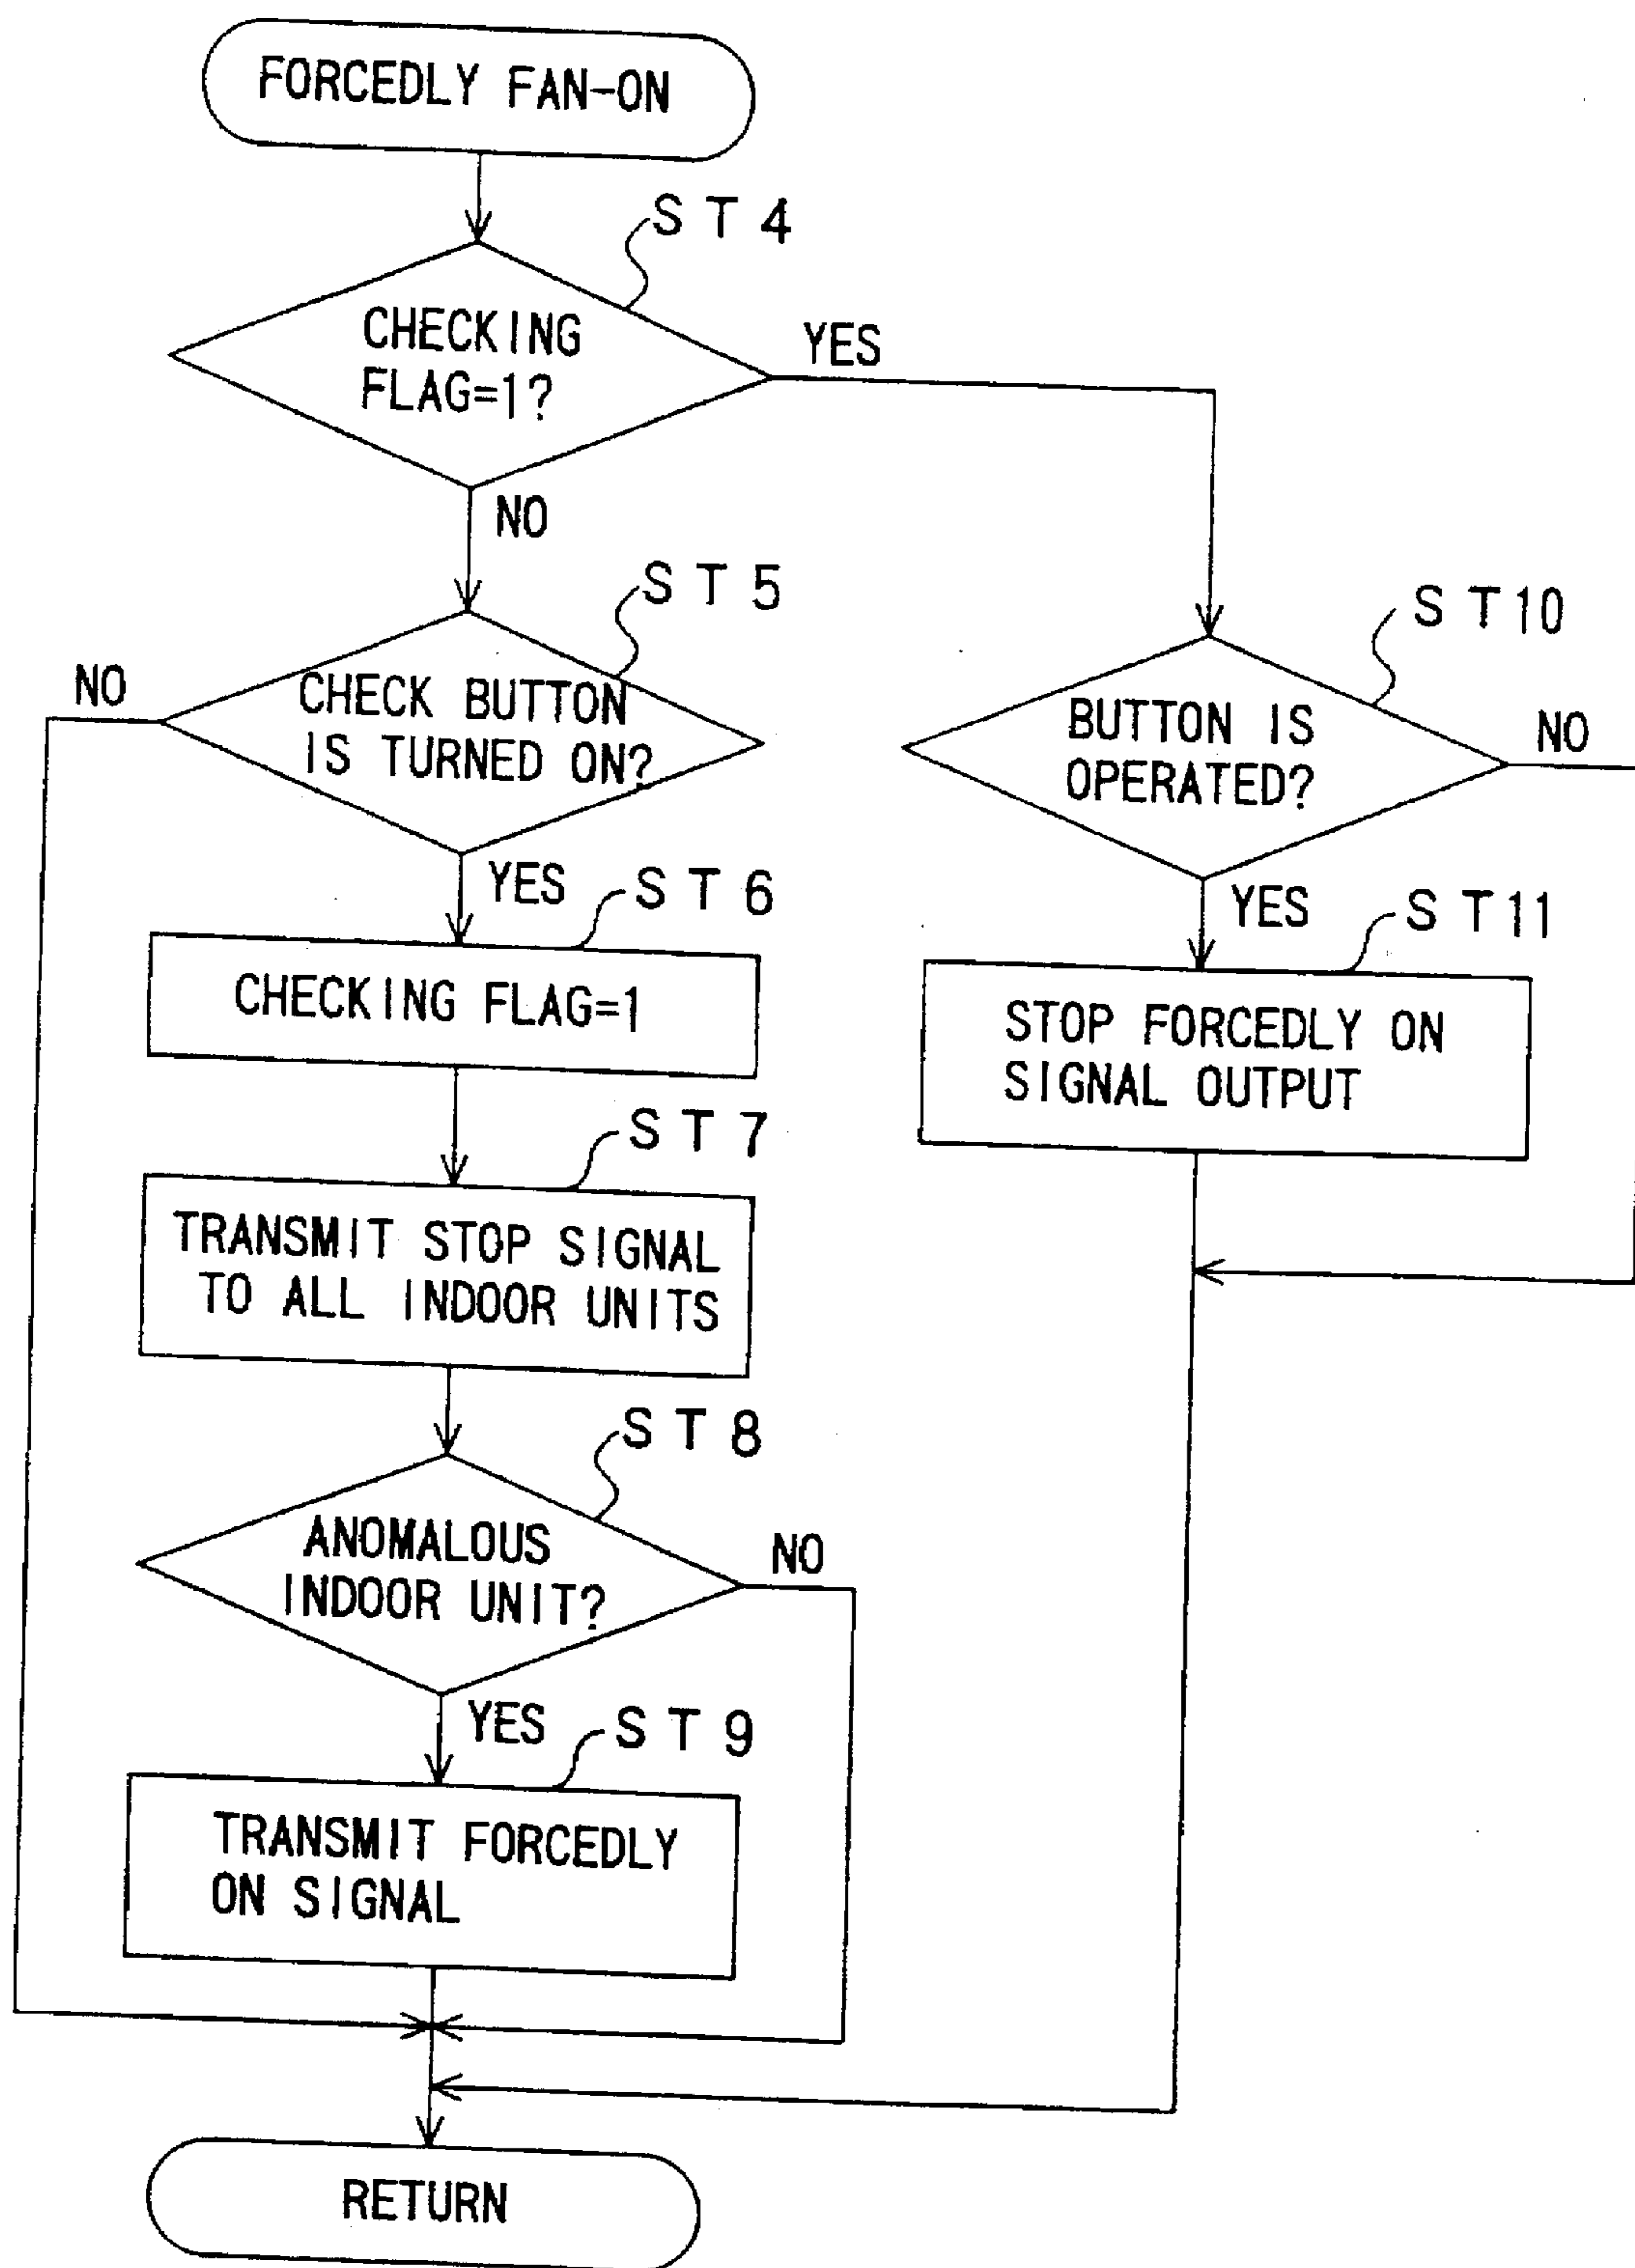 FORCEDLY FAN-ON
ST4
CHECKING
FLAG=1?
YES
NO
ST5
NO
CHECK BUTTON
IS TURNED ON?
YES
ST6
CHECKING FLAG=1
ST7
TRANSMIT STOP SIGNAL
TO ALL INDOOR UNITS
ST8
ANOMALOUS
INDOOR UNIT?
NO
YES
ST9
TRANSMIT FORCEDLY
ON SIGNAL
ST10
BUTTON IS
OPERATED?
NO
YES
ST11
STOP FORCEDLY ON
SIGNAL OUTPUT
RETURN